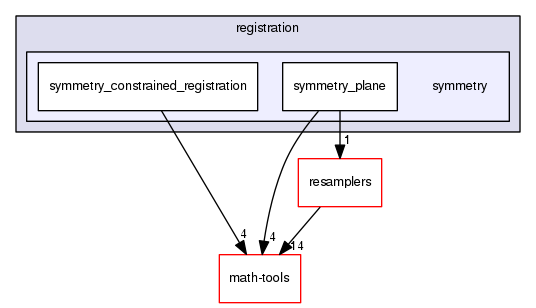 registration
symmetry_constrained_registration
symmetry_plane
symmetry
1
resamplers
4
4
14
math-tools